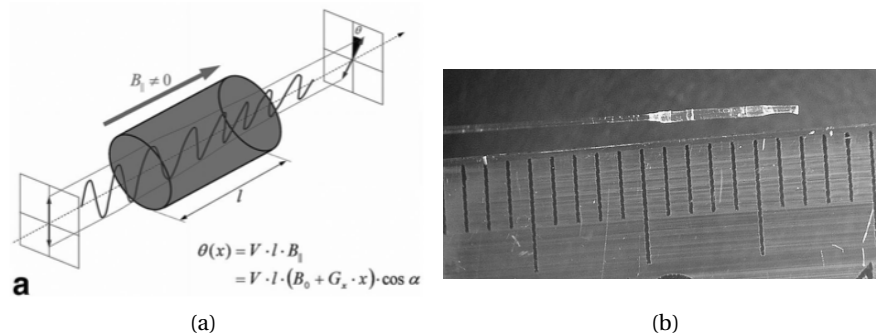 θ
B∥ ≠ 0
l
θ(x) = V · l · B∥
= V · l · (B₀ + Gₓ · x) · cos α
a
(a)
(b)